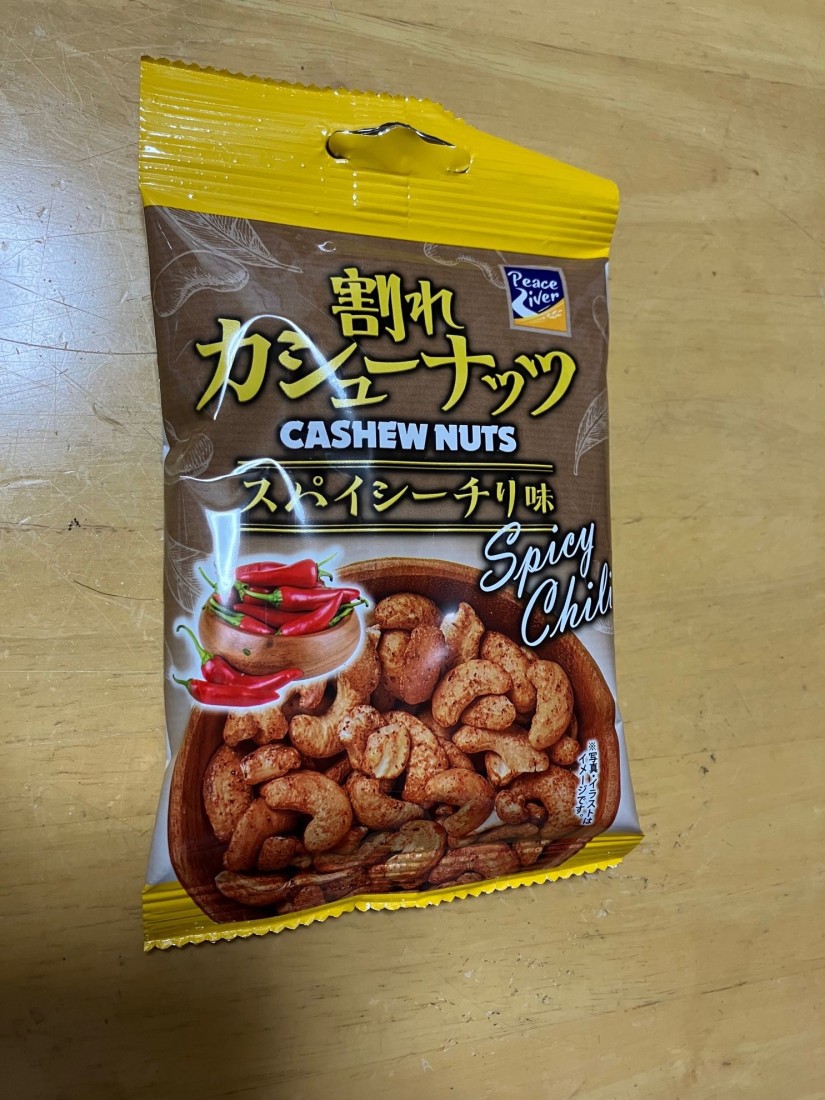 Peace
River
割れ
カシューナッツ
CASHEW NUTS
スパイシーチリ味
Spicy
Chili
※写真・イラストは
イメージです。